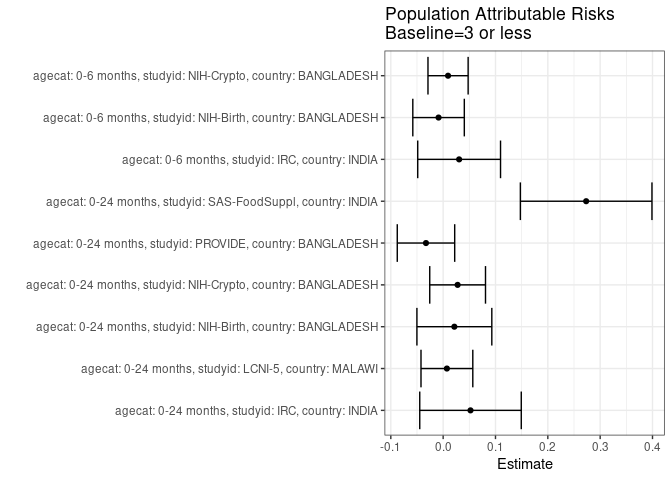 Population Attributable Risks
Baseline=3 or less
agecat: 0-6 months, studyid: NIH-Crypto, country: BANGLADESH
agecat: 0-6 months, studyid: NIH-Birth, country: BANGLADESH
agecat: 0-6 months, studyid: IRC, country: INDIA
agecat: 0-24 months, studyid: SAS-FoodSuppl, country: INDIA
agecat: 0-24 months, studyid: PROVIDE, country: BANGLADESH
agecat: 0-24 months, studyid: NIH-Crypto, country: BANGLADESH
agecat: 0-24 months, studyid: NIH-Birth, country: BANGLADESH
agecat: 0-24 months, studyid: LCNI-5, country: MALAWI
agecat: 0-24 months, studyid: IRC, country: INDIA
-0.1 0.0 0.1 0.2 0.3 0.4
Estimate